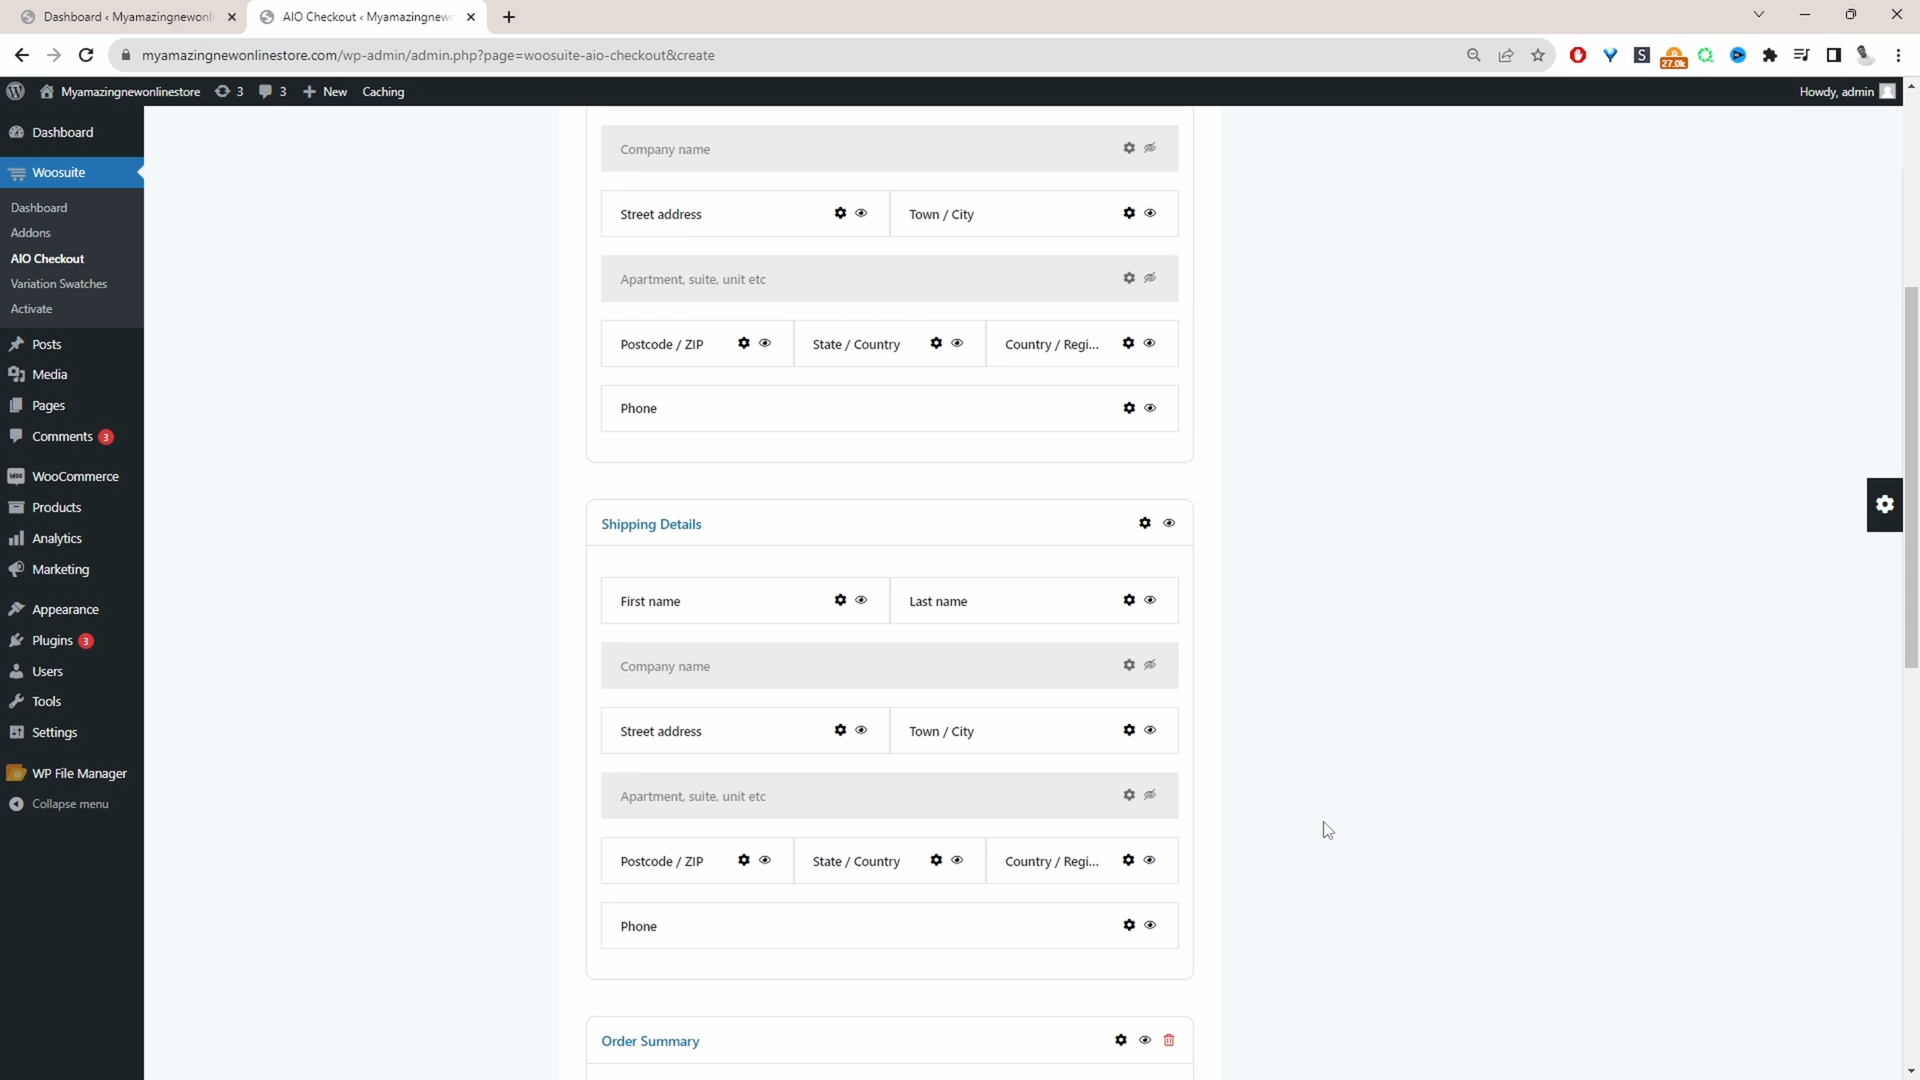 Dashboard ‹ Myamazingnewonli
AIO Checkout ‹ Myamazingnewo
myamazingnewonlinestore.com/wp-admin/admin.php?page=woosuite-aio-checkout&create
27.0k
Myamazingnewonlinestore
3
3
New
Caching
Howdy, admin
Dashboard
Woosuite
Dashboard
Addons
AIO Checkout
Variation Swatches
Activate
Posts
Media
Pages
Comments 3
WooCommerce
Products
Analytics
Marketing
Appearance
Plugins 3
Users
Tools
Settings
WP File Manager
Collapse menu
Company name
Street address
Town / City
Apartment, suite, unit etc
Postcode / ZIP
State / Country
Country / Regi...
Phone
Shipping Details
First name
Last name
Company name
Street address
Town / City
Apartment, suite, unit etc
Postcode / ZIP
State / Country
Country / Regi...
Phone
Order Summary